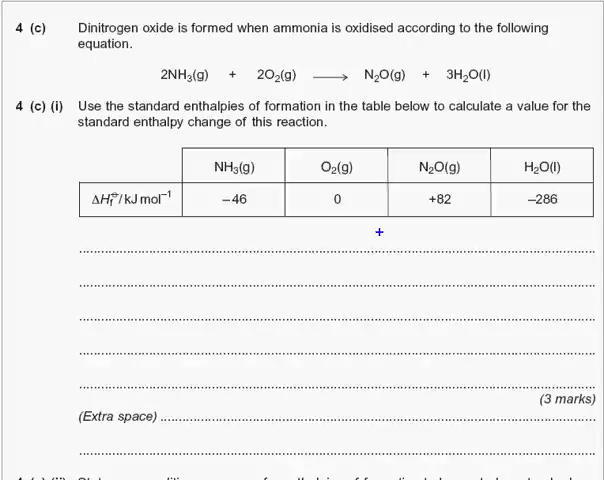 4 (c) Dinitrogen oxide is formed when ammonia is oxidised according to the following
equation.
2NH₃(g) + 2O₂(g) ⟶ N₂O(g) + 3H₂O(l)
4 (c) (i) Use the standard enthalpies of formation in the table below to calculate a value for the
standard enthalpy change of this reaction.
NH₃(g) O₂(g) N₂O(g) H₂O(l)
ΔHf⦵/ kJ mol⁻¹ –46 0 +82 –286
+
(3 marks)
(Extra space)